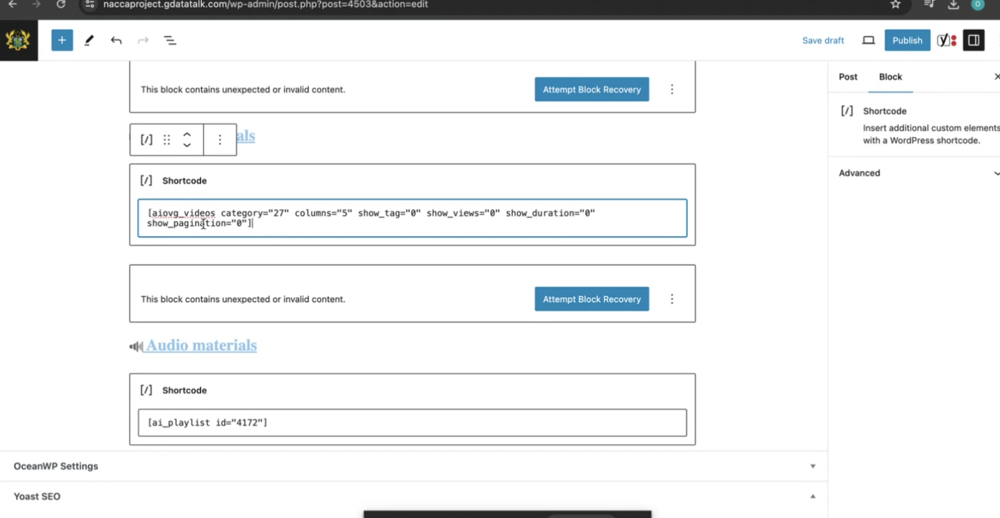 naccaproject.gdatatalk.com/wp-admin/post.php?post=4503&action=edit
O
+
Save draft
Publish
Post
Block
This block contains unexpected or invalid content.
Attempt Block Recovery
[/] Shortcode
Insert additional custom elements
with a WordPress shortcode.
[/]
als
Advanced
[/] Shortcode
[aiovg_videos category="27" columns="5" show_tag="0" show_views="0" show_duration="0"
show_pagination="0"]
This block contains unexpected or invalid content.
Attempt Block Recovery
Audio materials
[/] Shortcode
[ai_playlist id="4172"]
OceanWP Settings
Yoast SEO